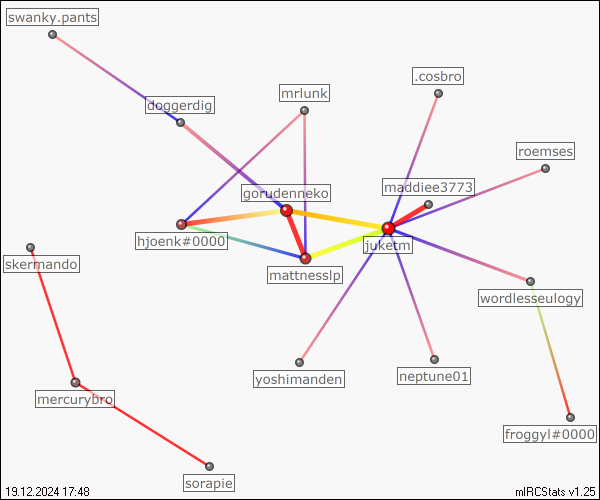 swanky.pants
.cosbro
mrlunk
doggerdig
roemses
maddiee3773
gorudenneko
hjoenk#0000
juketm
skermando
mattnesslp
wordlesseulogy
yoshimanden
neptune01
mercurybro
froggyl#0000
sorapie
19.12.2024 17:48
mIRCStats v1.25